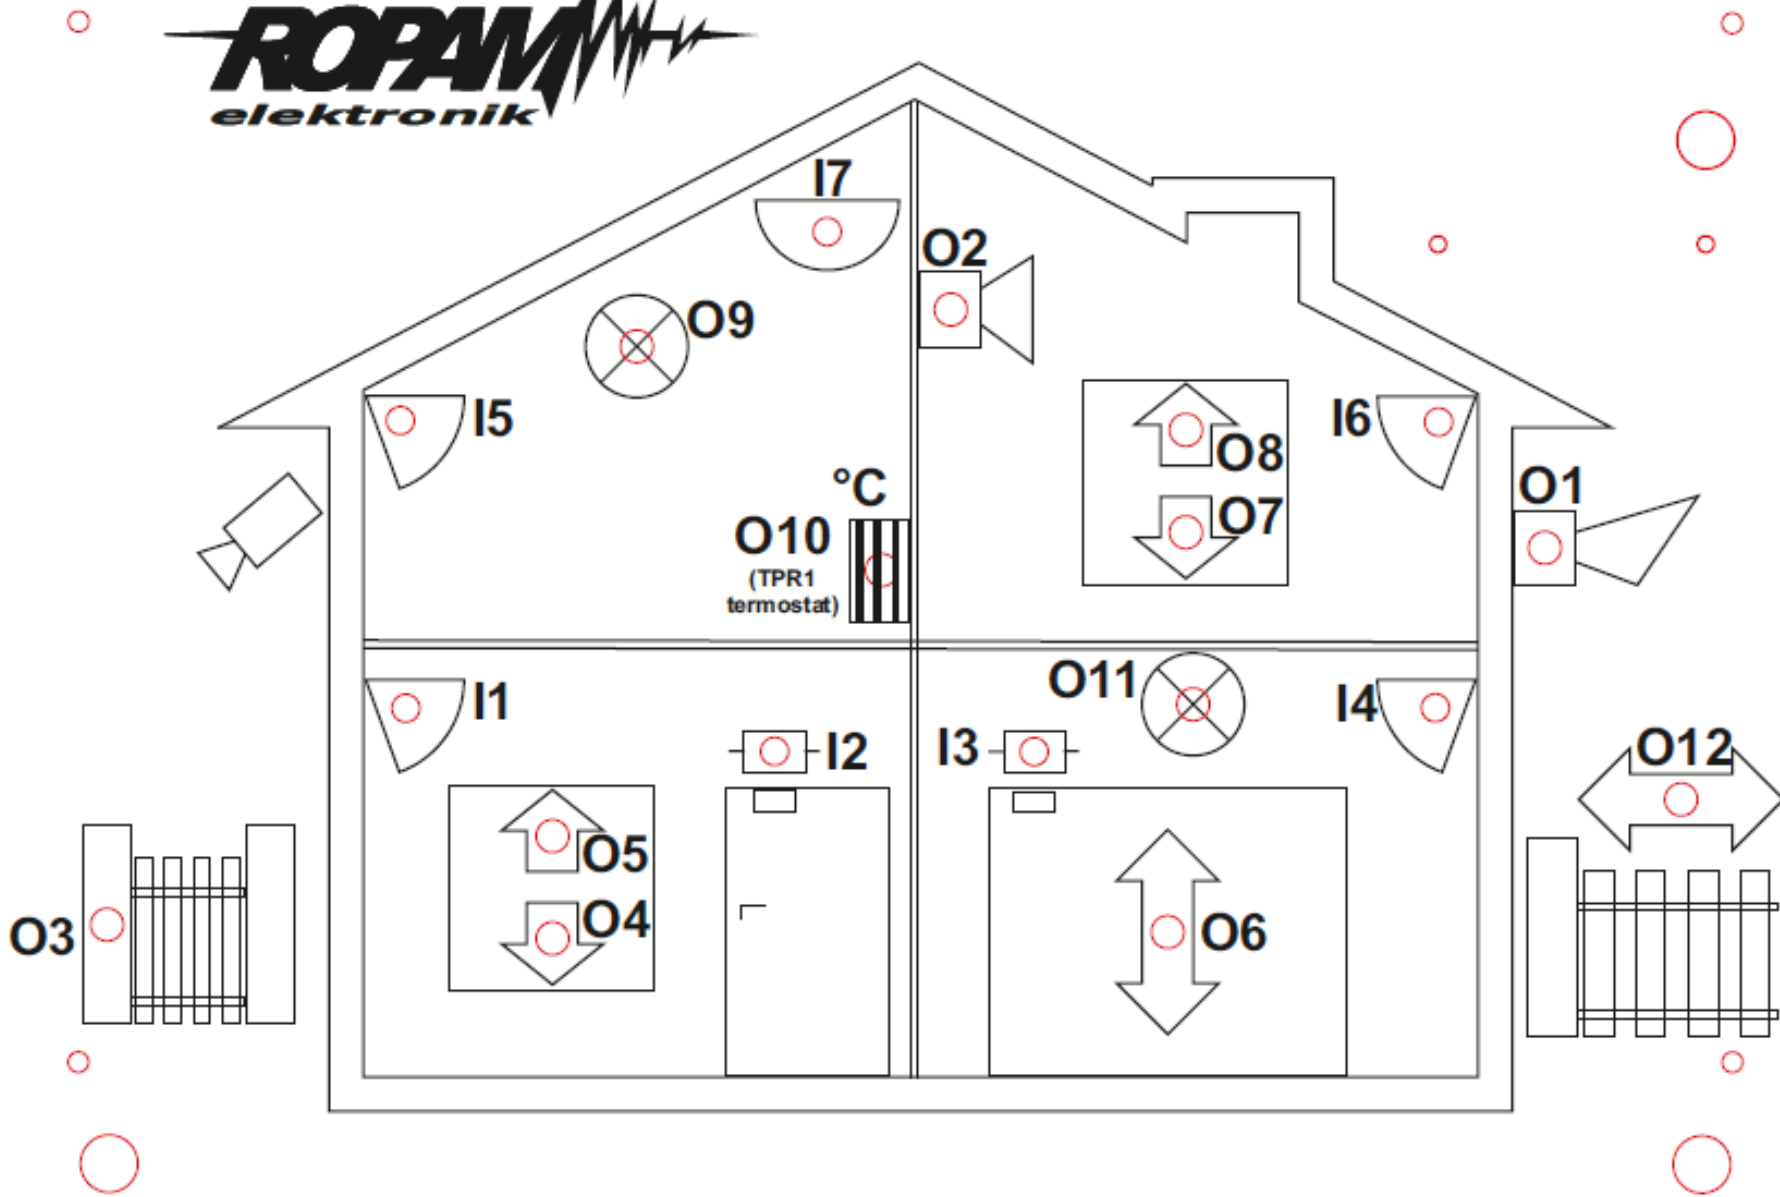 ROPAM
elektronik
I7
O2
O9
I5
I6
O8
°C
O1
O7
O10
(TPR1
termostat)
O11
I1
I4
I2
I3
O12
O5
O4
O3
O6